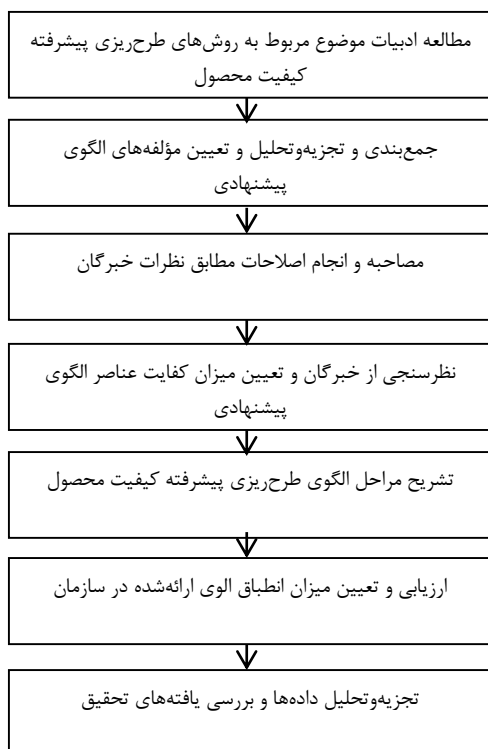 مطالعه ادبیات موضوع مربوط به روش‌های طرح‌ریزی پیشرفته
کیفیت محصول
جمع‌بندی و تجزیه‌وتحلیل و تعیین مؤلفه‌های الگوی
پیشنهادی
مصاحبه و انجام اصلاحات مطابق نظرات خبرگان
نظرسنجی از خبرگان و تعیین میزان کفایت عناصر الگوی
پیشنهادی
تشریح مراحل الگوی طرح‌ریزی پیشرفته کیفیت محصول
ارزیابی و تعیین میزان انطباق الوی ارائه‌شده در سازمان
تجزیه‌وتحلیل داده‌ها و بررسی یافته‌های تحقیق